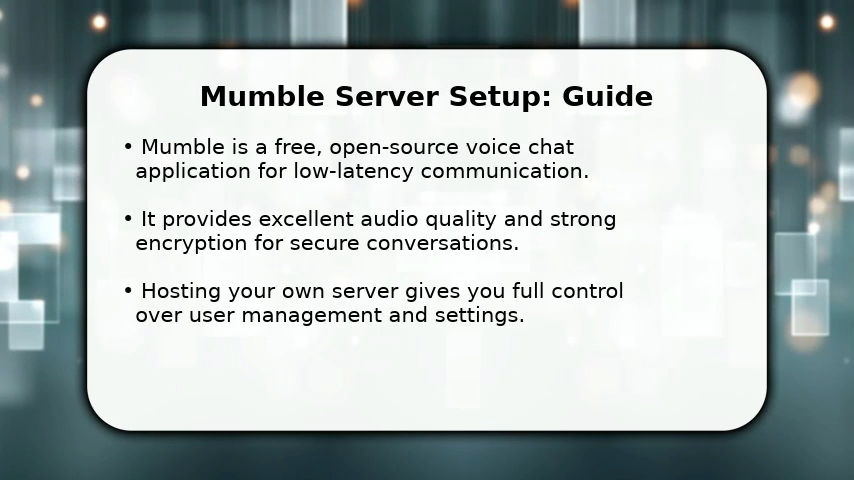 Mumble Server Setup: Guide
• Mumble is a free, open-source voice chat
application for low-latency communication.
• It provides excellent audio quality and strong
encryption for secure conversations.
• Hosting your own server gives you full control
over user management and settings.